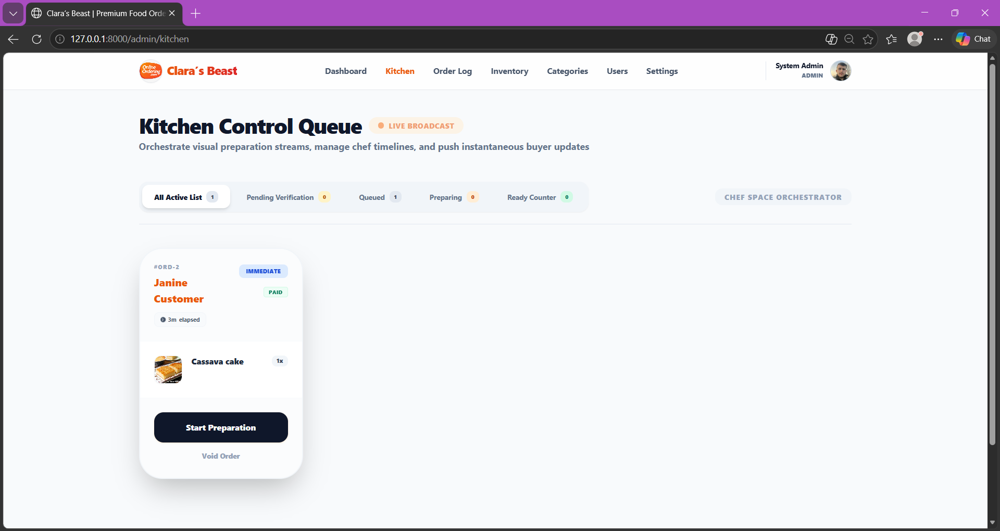 Clara's Beast | Premium Food Orde
127.0.0.1:8000/admin/kitchen
Chat
Online Ordering.com
Clara's Beast
Dashboard
Kitchen
Order Log
Inventory
Categories
Users
Settings
System Admin
ADMIN
Kitchen Control Queue
LIVE BROADCAST
Orchestrate visual preparation streams, manage chef timelines, and push instantaneous buyer updates
All Active List 1
Pending Verification 0
Queued 1
Preparing 0
Ready Counter 0
CHEF SPACE ORCHESTRATOR
#ORD-2
IMMEDIATE
Janine
Customer
PAID
3m elapsed
Cassava cake
1x
Start Preparation
Void Order